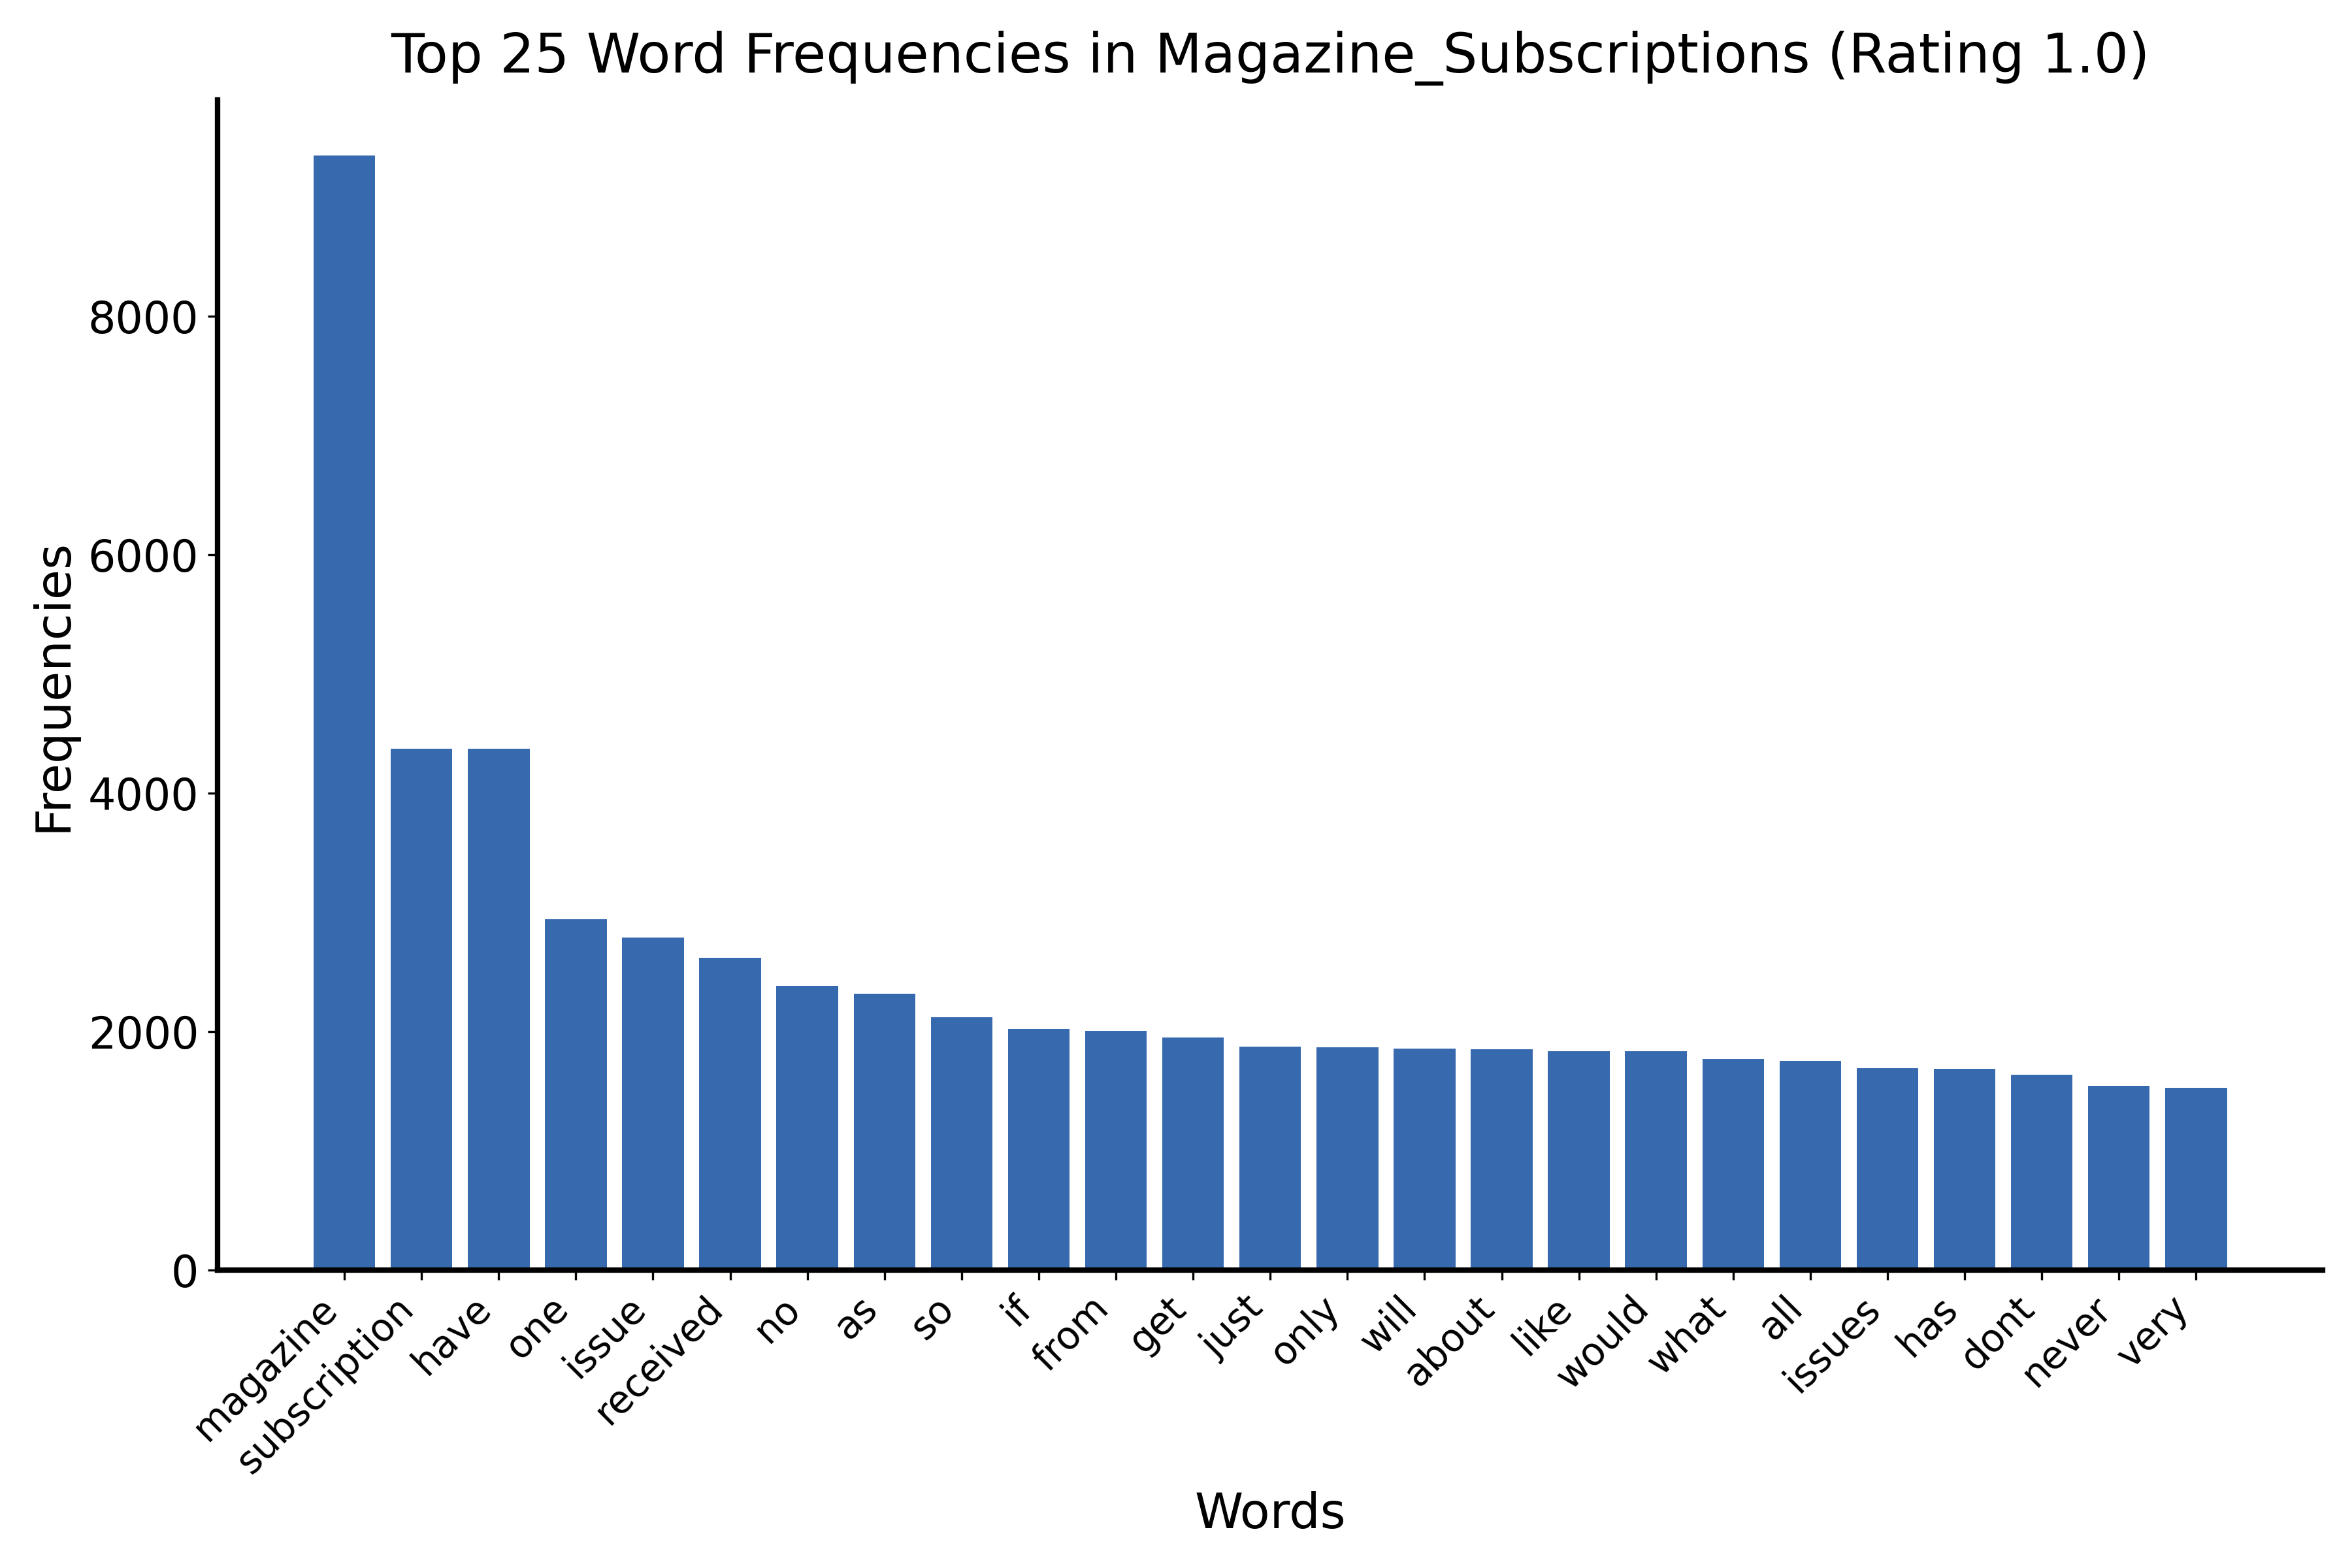 Top 25 Word Frequencies in Magazine_Subscriptions (Rating 1.0)
Frequencies
8000
6000
4000
2000
0
magazine
subscription
have
one
issue
received
no
as
so
if
from
get
just
only
will
about
like
would
what
all
issues
has
dont
never
very
Words